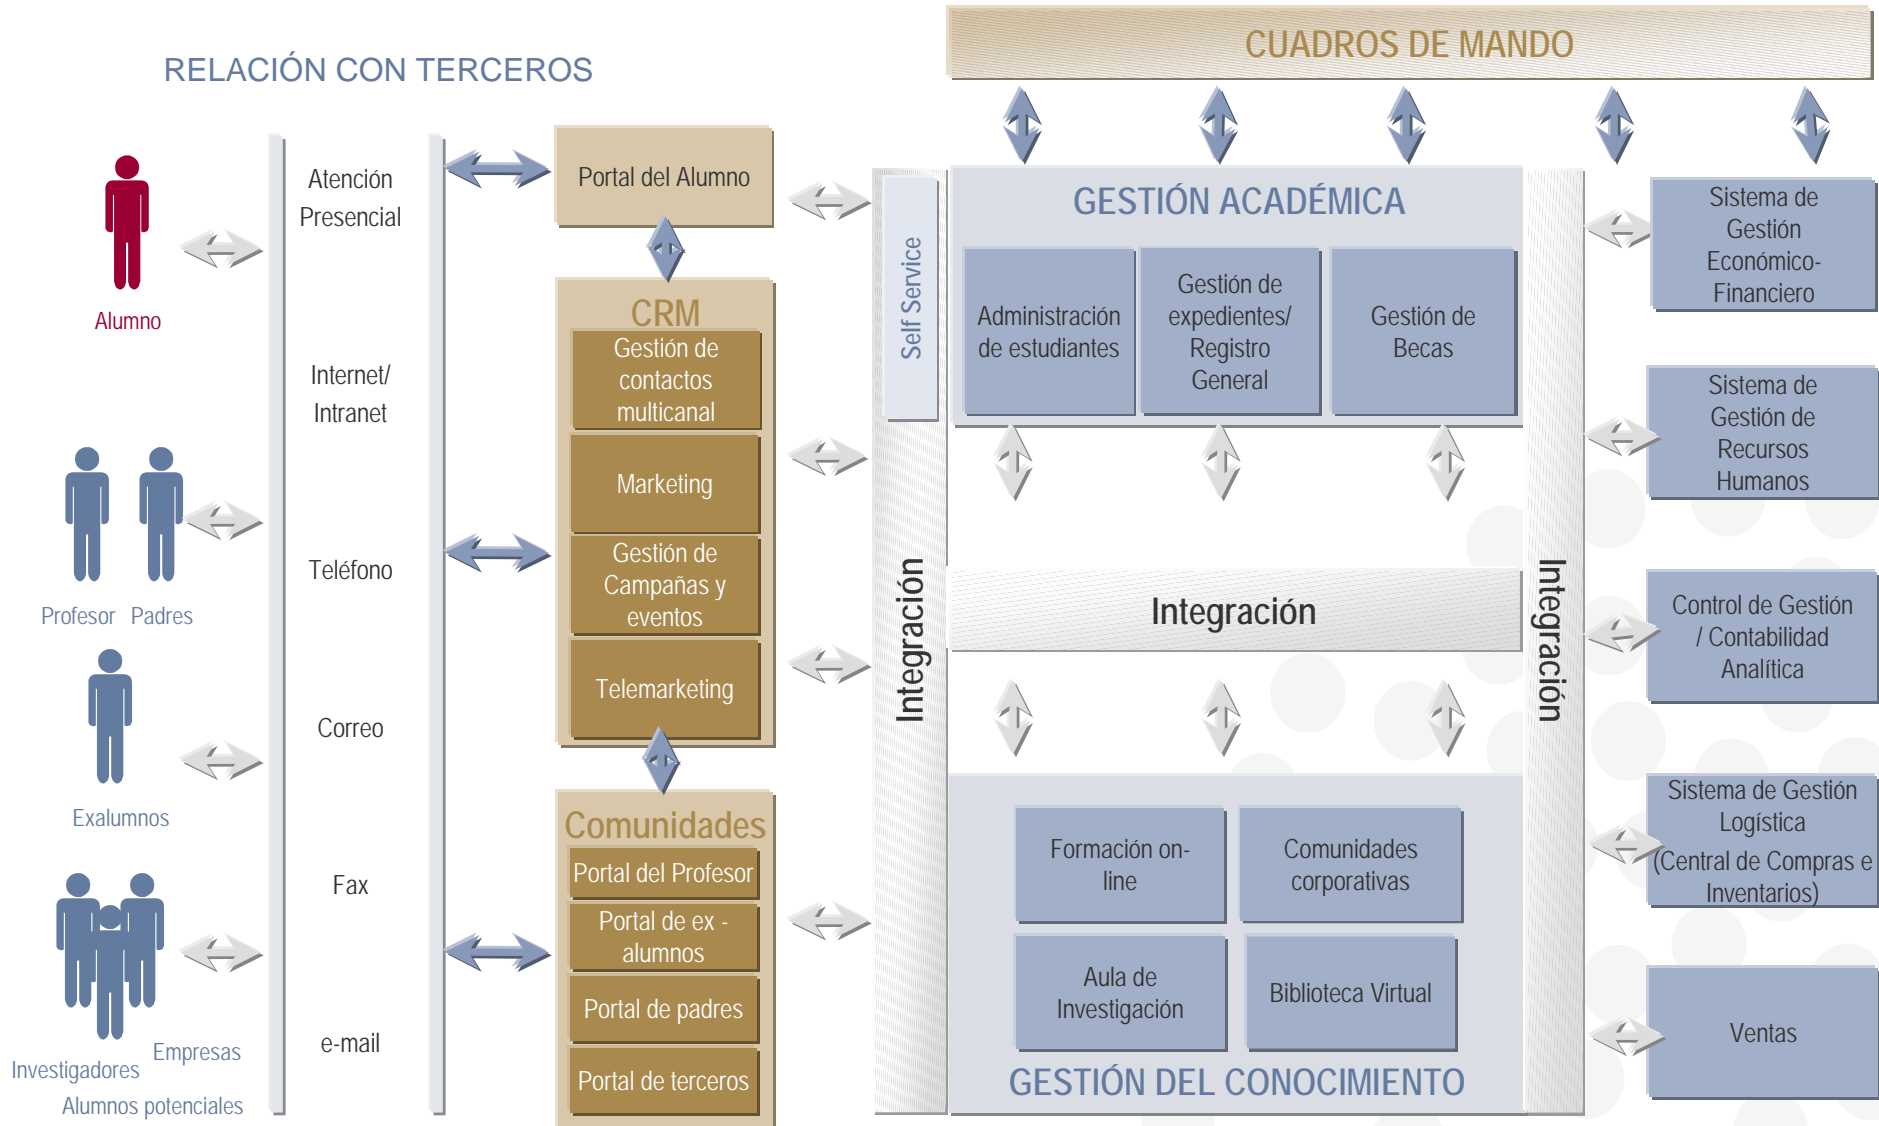 RELACIÓN CON TERCEROS
CUADROS DE MANDO
Alumno
Profesor
Padres
Exalumnos
Empresas
Investigadores
Alumnos potenciales
Atención
Presencial
Internet/
Intranet
Teléfono
Correo
Fax
e-mail
Portal del Alumno
CRM
Gestión de
contactos
multicanal
Marketing
Gestión de
Campañas y
eventos
Telemarketing
Comunidades
Portal del Profesor
Portal de ex -
alumnos
Portal de padres
Portal de terceros
Self Service
Integración
GESTIÓN ACADÉMICA
Administración
de estudiantes
Gestión de
expedientes/
Registro
General
Gestión de
Becas
Integración
Formación on-
line
Comunidades
corporativas
Aula de
Investigación
Biblioteca Virtual
GESTIÓN DEL CONOCIMIENTO
Integración
Sistema de
Gestión
Económico-
Financiero
Sistema de
Gestión de
Recursos
Humanos
Control de Gestión
/ Contabilidad
Analítica
Sistema de Gestión
Logística
(Central de Compras e
Inventarios)
Ventas